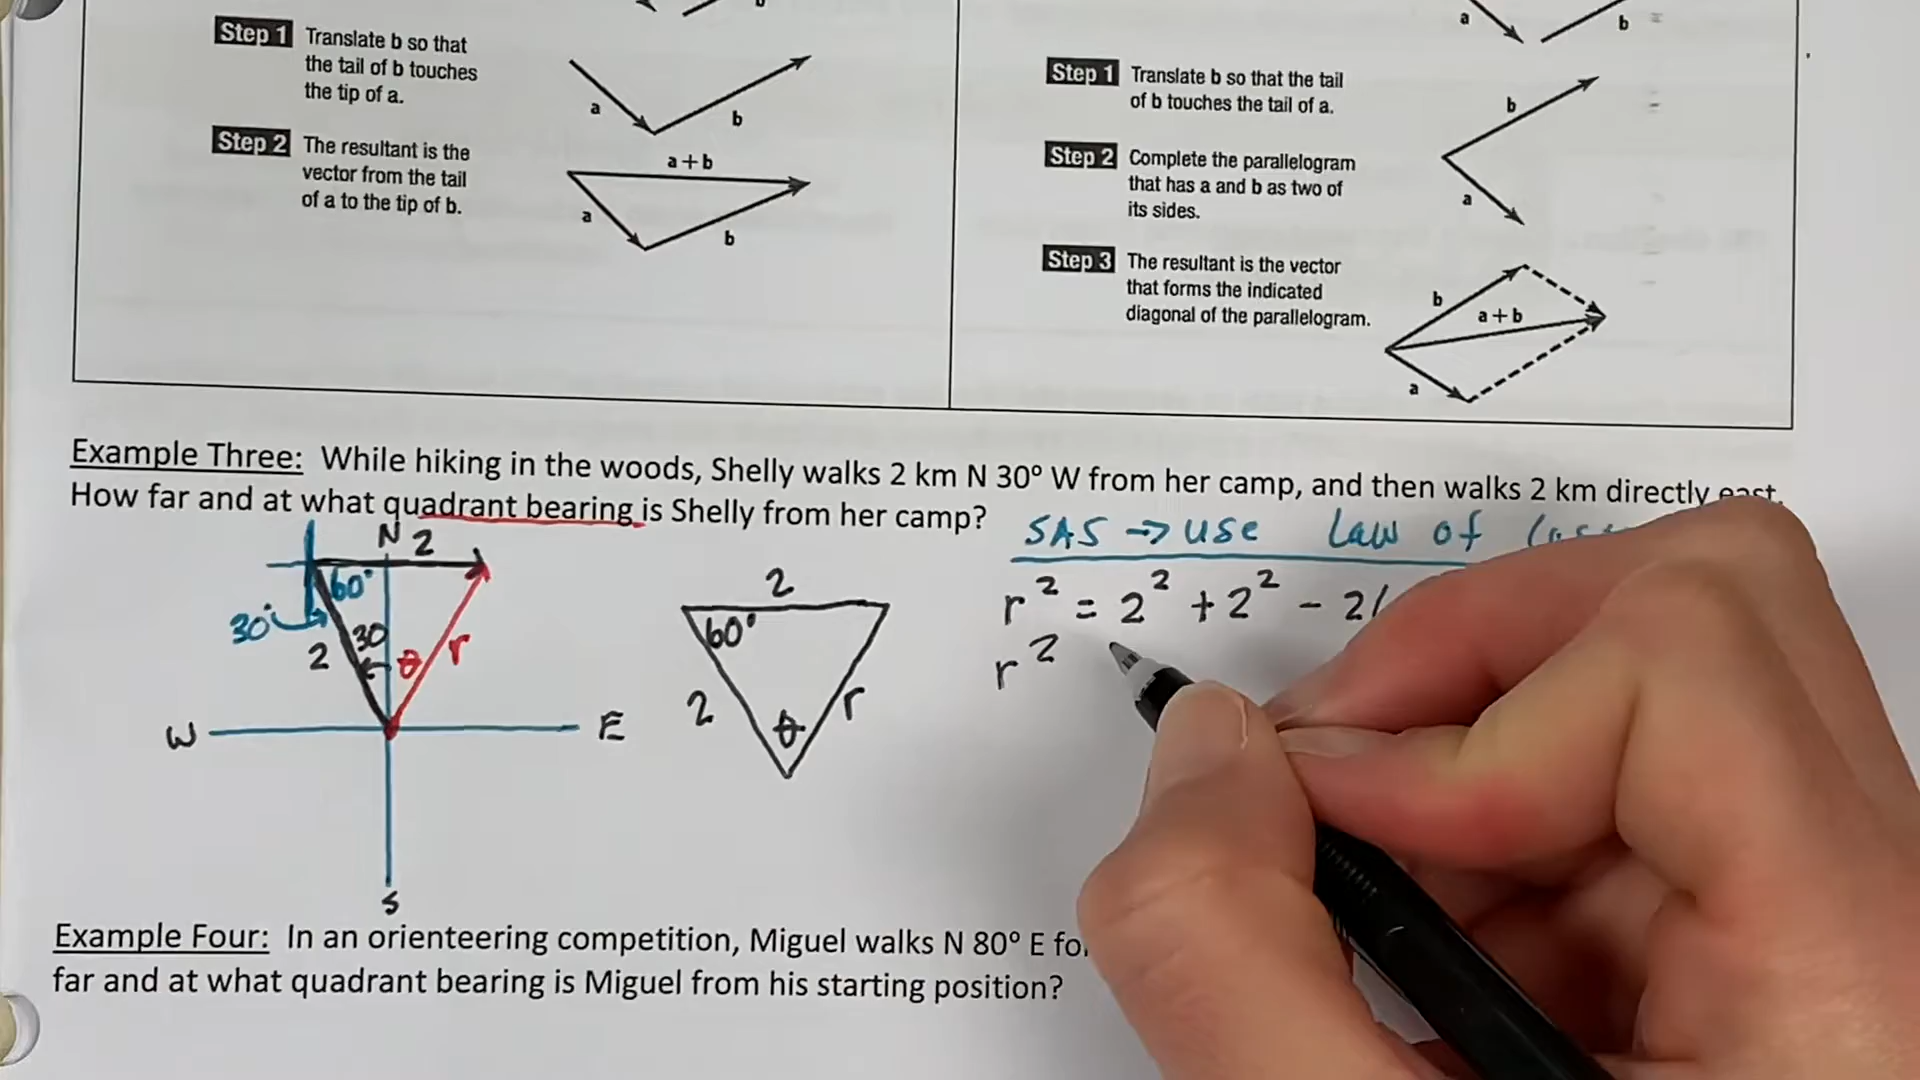 b
Step 1 Translate b so that
the tail of b touches
the tip of a.
a
b
Step 2 The resultant is the
vector from the tail
of a to the tip of b.
a+b
a
b
a
b
Step 1 Translate b so that the tail
of b touches the tail of a.
b
a
Step 2 Complete the parallelogram
that has a and b as two of
its sides.
Step 3 The resultant is the vector
that forms the indicated
diagonal of the parallelogram.
b
a+b
a
Example Three: While hiking in the woods, Shelly walks 2 km N 30º W from her camp, and then walks 2 km directly east.
How far and at what quadrant bearing is Shelly from her camp?
N 2
60°
30°
2
30
θ
r
W
E
S
2
60°
2
r
θ
SAS → use Law of
r² = 2² + 2² - 2(
r²
Example Four: In an orienteering competition, Miguel walks N 80º E
far and at what quadrant bearing is Miguel from his starting position?